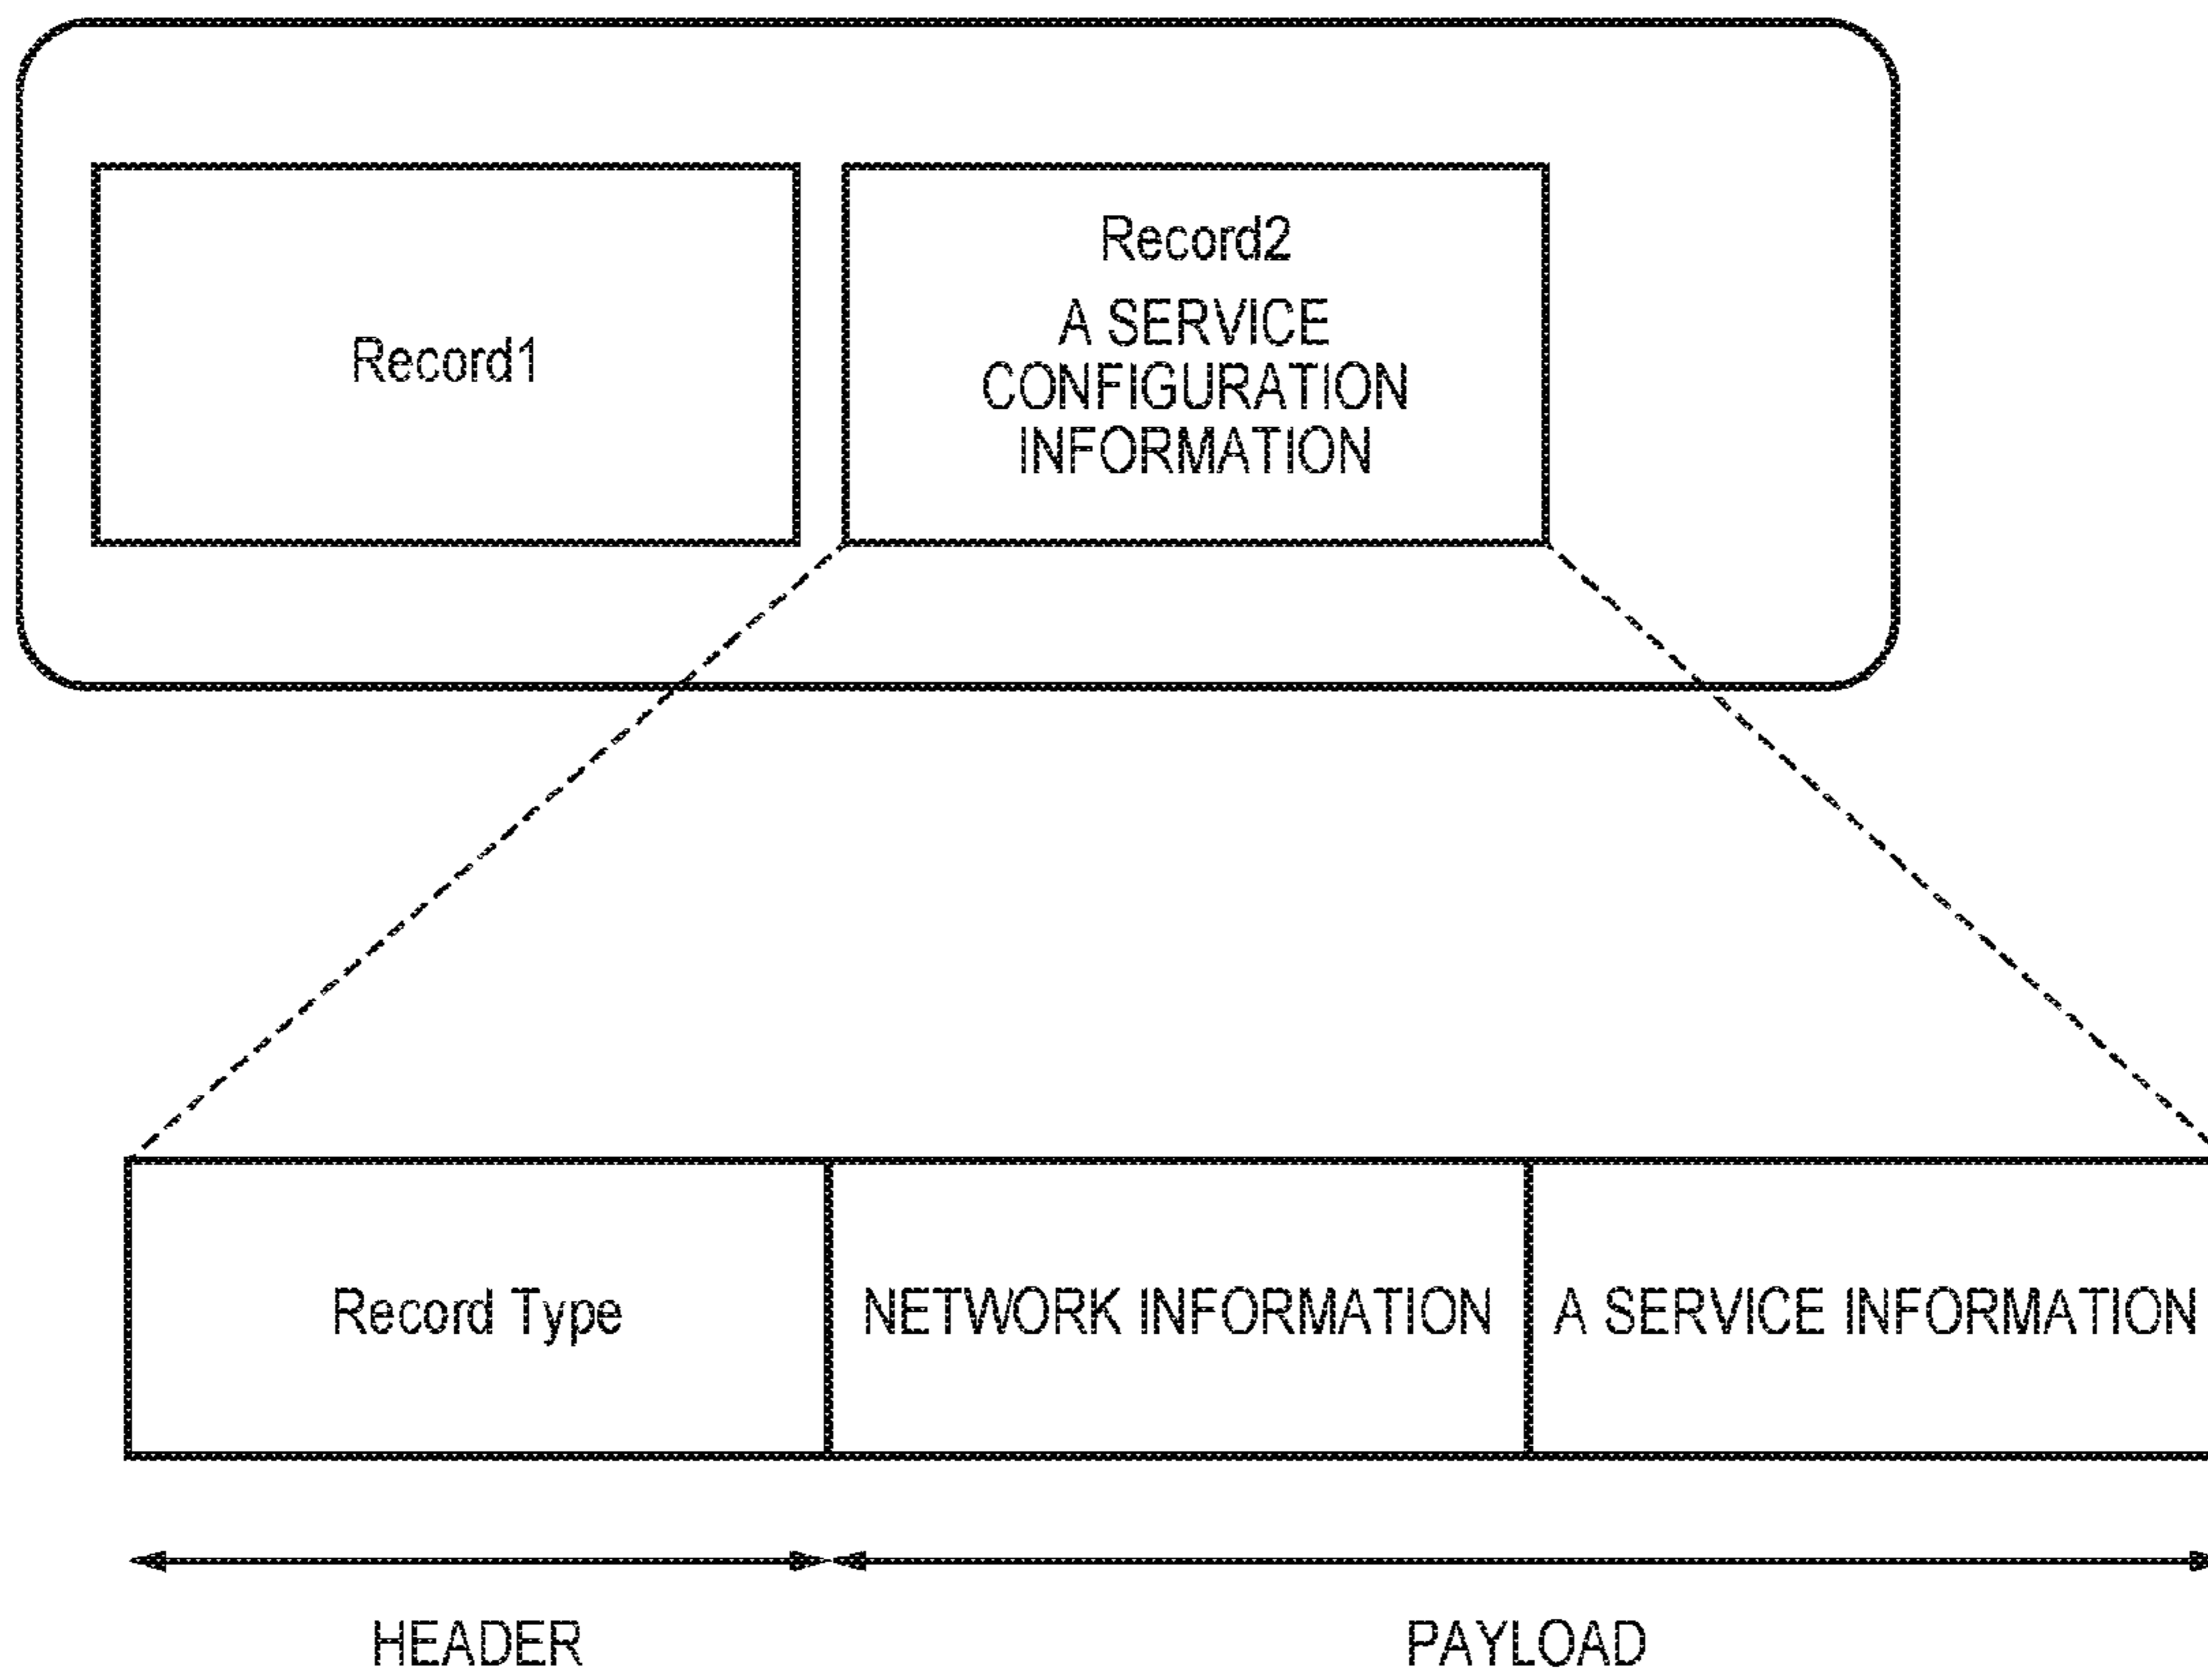 Record1
Record2
A SERVICE
CONFIGURATION
INFORMATION
Record Type
NETWORK INFORMATION
A SERVICE INFORMATION
HEADER
PAYLOAD